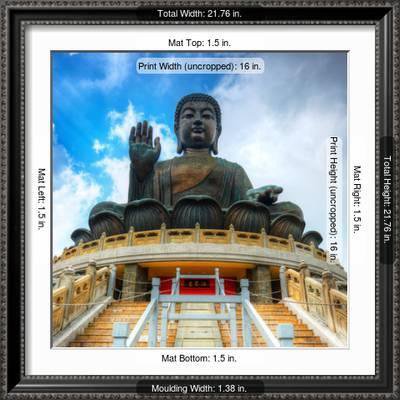 Total Width: 21.76 in.
Mat Top: 1.5 in.
Print Width (uncropped): 16 in.
Mat Left: 1.5 in.
Print Height (uncropped): 16 in.
Mat Right: 1.5 in.
Total Height: 21.76 in.
Mat Bottom: 1.5 in.
Moulding Width: 1.38 in.